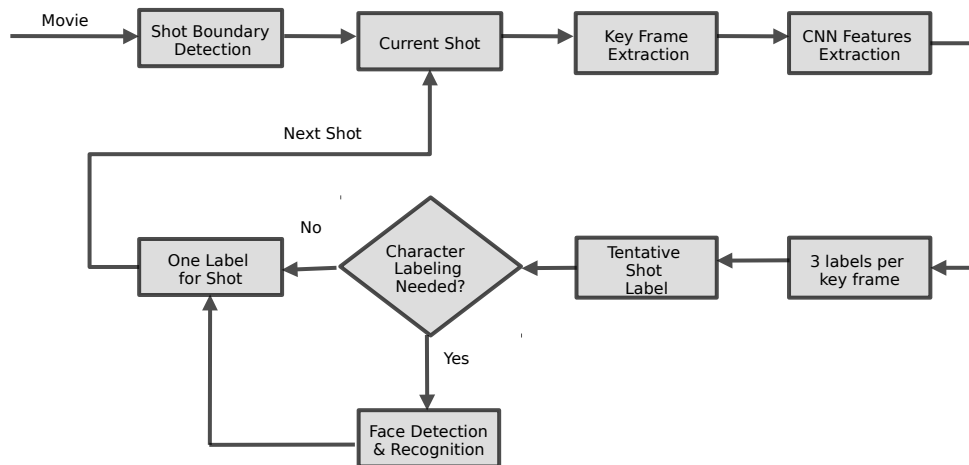 Movie
Shot Boundary
Detection
Current Shot
Key Frame
Extraction
CNN Features
Extraction
Next Shot
No
One Label
for Shot
Character
Labeling
Needed?
Tentative
Shot
Label
3 labels per
key frame
Yes
Face Detection
& Recognition